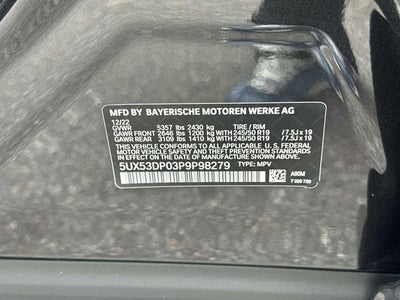 MFD BY BAYERISCHE MOTOREN WERKE AG
12/22
GVWR 5357 lbs 2430 kg TIRE / RIM
GAWR FRONT 2646 lbs 1200 kg WITH 245/50 R19 /7.5J x 19
GAWR REAR 3109 lbs 1410 kg WITH 245/50 R19 /7.5J x 19
THIS VEHICLE CONFORMS TO ALL APPLICABLE U. S. FEDERAL
MOTOR VEHICLE SAFETY STANDARDS IN EFFECT ON THE DATE
OF MANUFACTURE SHOWN ABOVE.
5UX53DP03P9P98279 TYPE: MPV
A90M